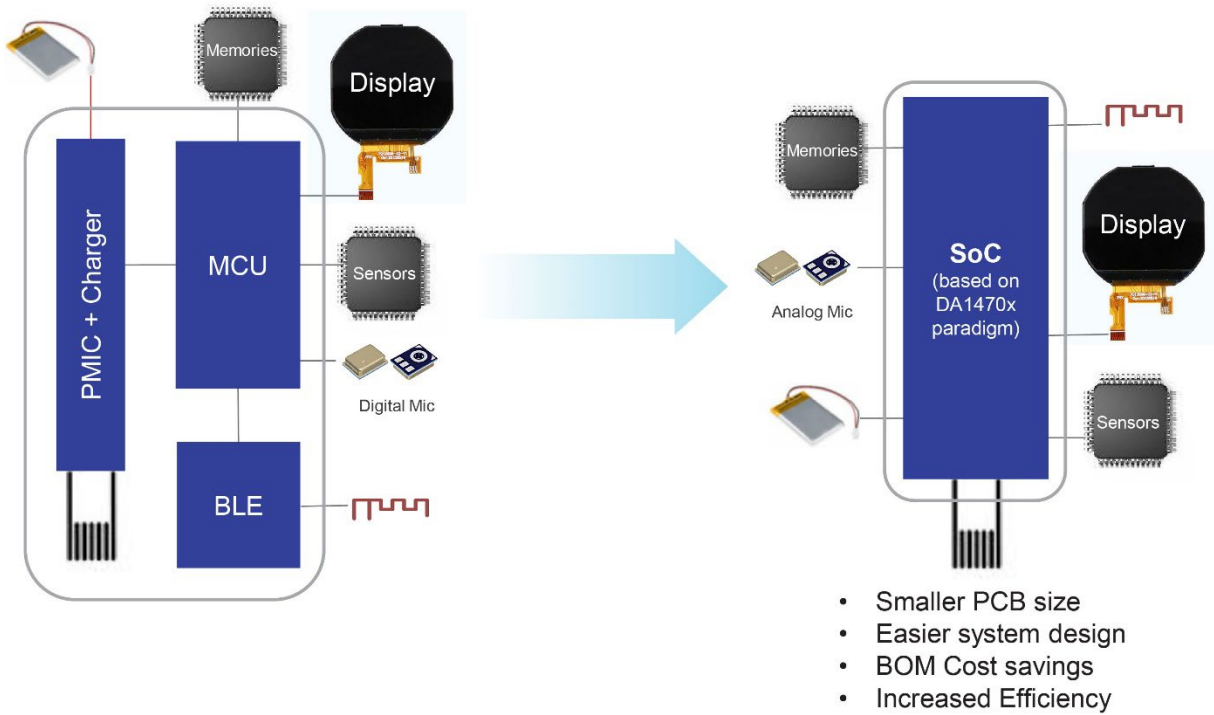 Memories
Display
PMIC + Charger
MCU
Sensors
Digital Mic
BLE
Memories
SoC
(based on
DA1470x
paradigm)
Display
Analog Mic
Sensors
• Smaller PCB size
• Easier system design
• BOM Cost savings
• Increased Efficiency